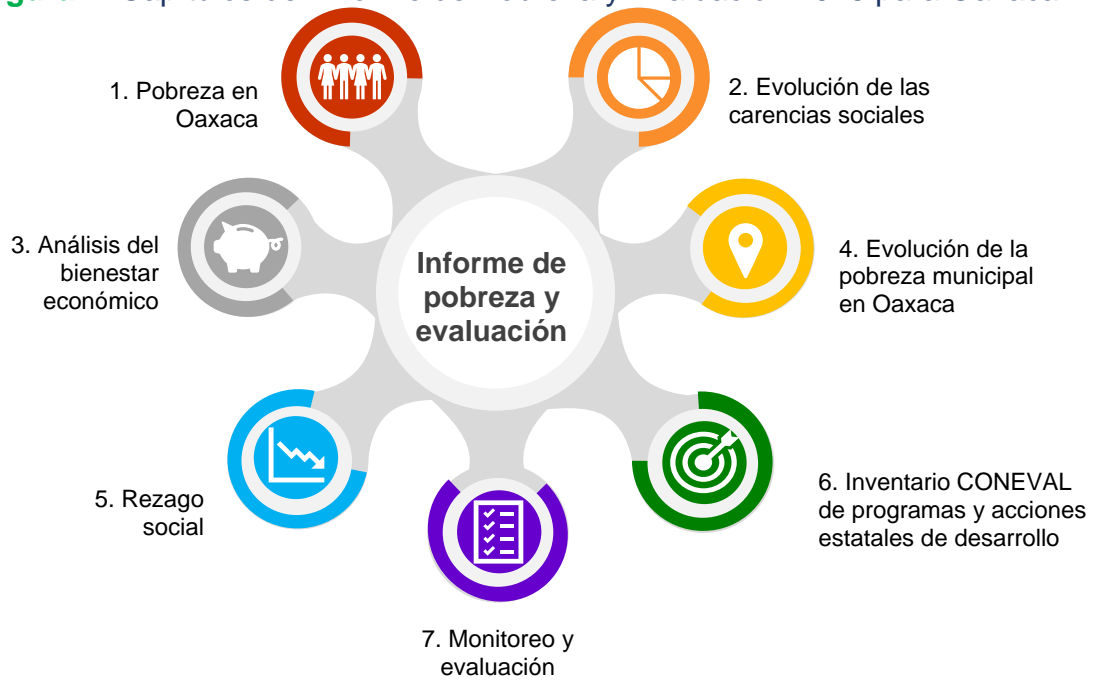 1. Pobreza en
Oaxaca
2. Evolución de las
carencias sociales
3. Análisis del
bienestar
económico
Informe de
pobreza y
evaluación
4. Evolución de la
pobreza municipal
en Oaxaca
5. Rezago
social
6. Inventario CONEVAL
de programas y acciones
estatales de desarrollo
7. Monitoreo y
evaluación